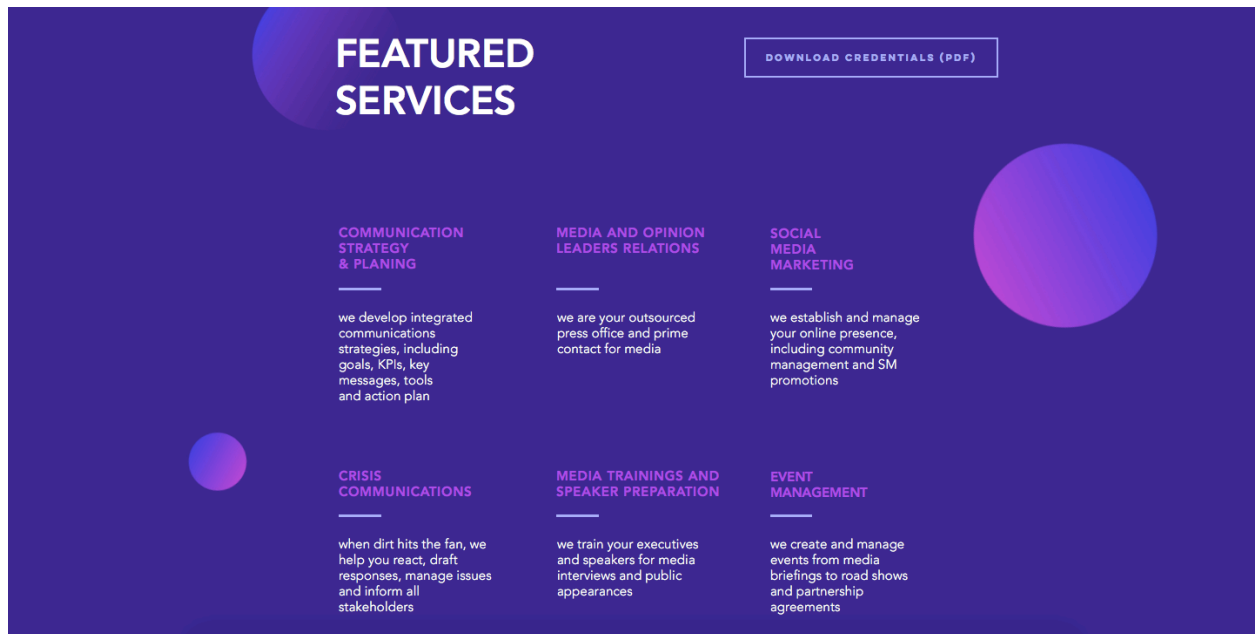 FEATURED
SERVICES
DOWNLOAD CREDENTIALS (PDF)
COMMUNICATION
STRATEGY
& PLANING
we develop integrated
communications
strategies, including
goals, KPIs, key
messages, tools
and action plan
MEDIA AND OPINION
LEADERS RELATIONS
we are your outsourced
press office and prime
contact for media
SOCIAL
MEDIA
MARKETING
we establish and manage
your online presence,
including community
management and SM
promotions
CRISIS
COMMUNICATIONS
when dirt hits the fan, we
help you react, draft
responses, manage issues
and inform all
stakeholders
MEDIA TRAININGS AND
SPEAKER PREPARATION
we train your executives
and speakers for media
interviews and public
appearances
EVENT
MANAGEMENT
we create and manage
events from media
briefings to road shows
and partnership
agreements